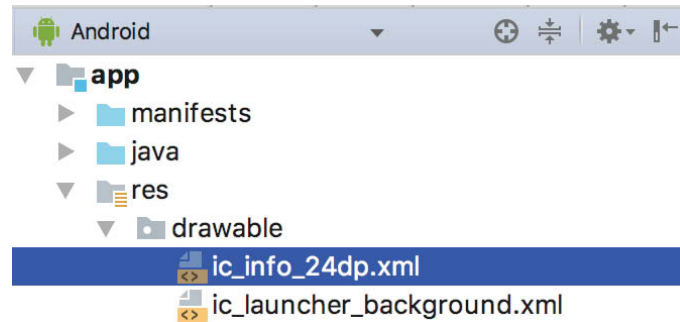 Android
app
manifests
java
res
drawable
ic_info_24dp.xml
ic_launcher_background.xml